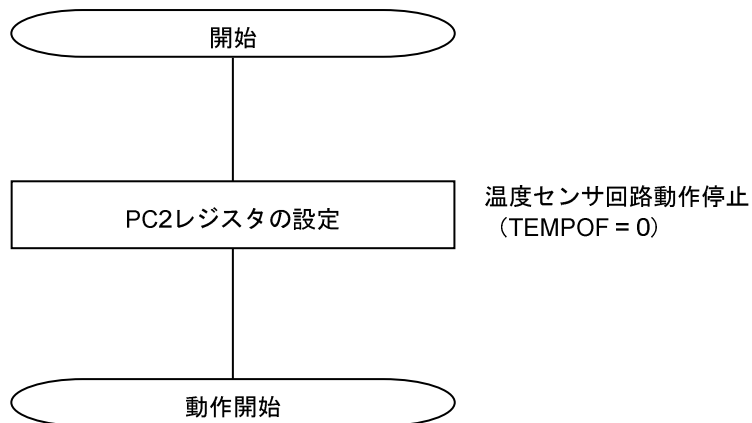 開始
PC2レジスタの設定
温度センサ回路動作停止
（TEMPOF = 0）
動作開始